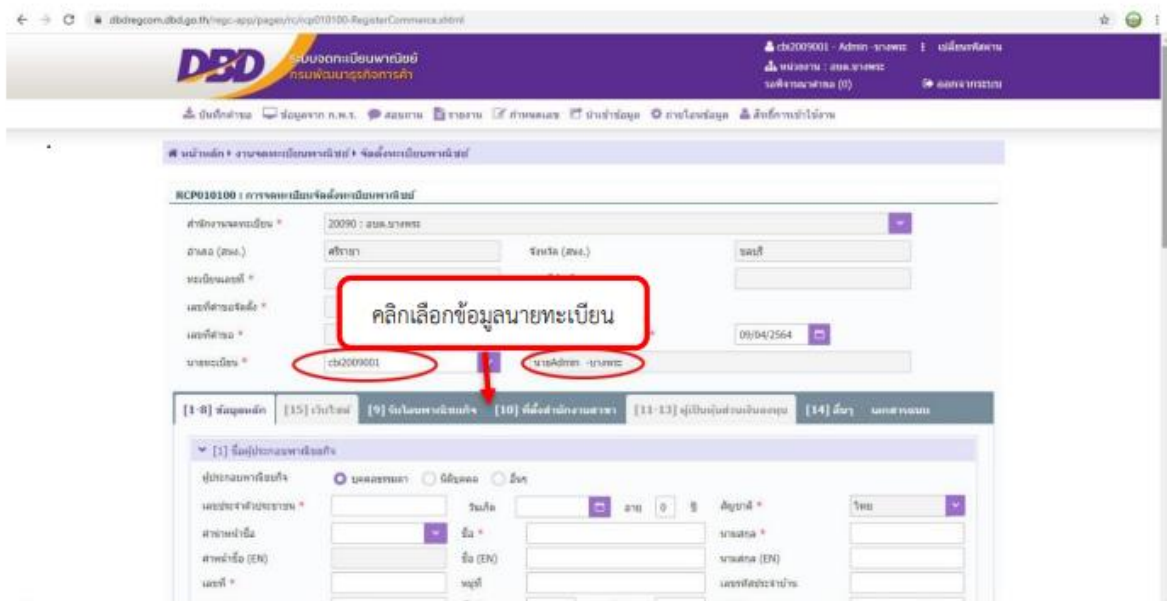 dbdregcom.dbd.go.th/regc-app/pages/rc/rcp010100-RegisterCommerce.xhtml
DBD ระบบจดทะเบียนพาณิชย์
กรมพัฒนาธุรกิจการค้า
cbi2009001 - Admin -บางพระ | เปลี่ยนรหัสผ่าน
หน่วยงาน : อบต.บางพระ
รอพิจารณาคำขอ (0) ออกจากระบบ
บันทึกคำขอ ข้อมูลจาก ก.พ.ร. สอบถาม รายงาน กำหนดเลข นำเข้าข้อมูล ถ่ายโอนข้อมูล สิทธิ์การเข้าใช้งาน
หน้าหลัก งานจดทะเบียนพาณิชย์ จัดตั้งทะเบียนพาณิชย์
RCP010100 : การจดทะเบียนจัดตั้งทะเบียนพาณิชย์
สำนักงานจดทะเบียน * 20090 : อบต.บางพระ
อำเภอ (สนง.) ศรีราชา จังหวัด (สนง.) ชลบุรี
ทะเบียนเลขที่ *
เลขที่คำขอจัดตั้ง *
คลิกเลือกข้อมูลนายทะเบียน
เลขที่คำขอ * * 09/04/2564
นายทะเบียน * cbi2009001 นายAdmin -บางพระ
[1-8] ข้อมูลหลัก [15] เว็บไซต์ [9] รับโอนพาณิชยกิจ [10] ที่ตั้งสำนักงานสาขา [11-13] ผู้เป็นหุ้นส่วนเงินลงทุน [14] อื่นๆ เอกสารแนบ
[1] ชื่อผู้ประกอบพาณิชยกิจ
ผู้ประกอบพาณิชยกิจ บุคคลธรรมดา นิติบุคคล อื่นๆ
เลขประจำตัวประชาชน * วันเกิด อายุ 0 ปี สัญชาติ * ไทย
คำนำหน้าชื่อ ชื่อ * นามสกุล *
คำนำหน้าชื่อ (EN) ชื่อ (EN) นามสกุล (EN)
เลขที่ * หมู่ที่ เลขรหัสประจำบ้าน